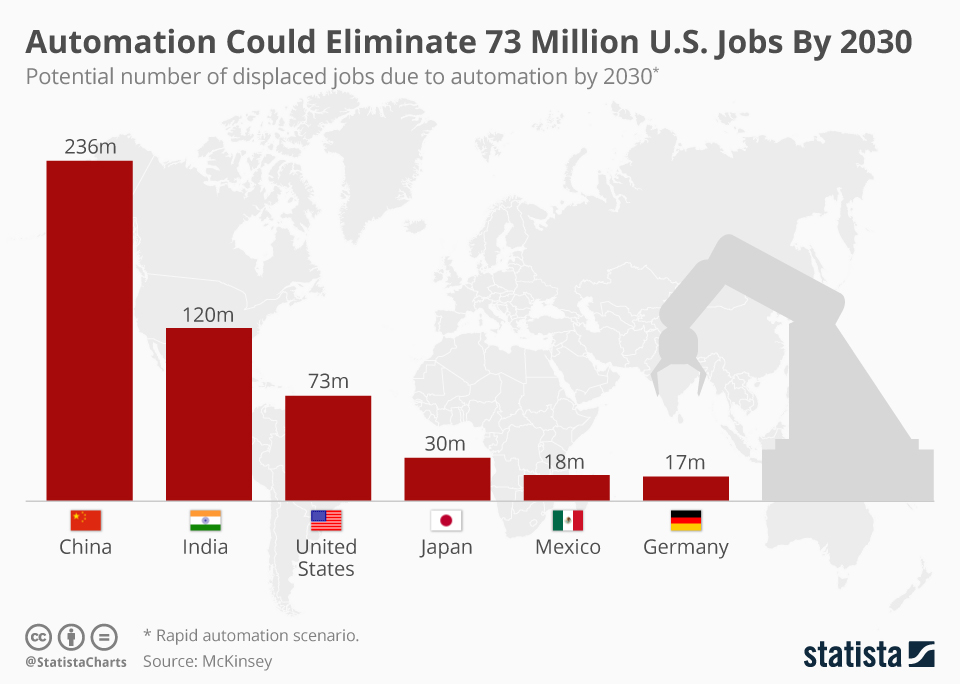 Automation Could Eliminate 73 Million U.S. Jobs By 2030
Potential number of displaced jobs due to automation by 2030*
236m
120m
73m
30m
18m
17m
China
India
United
States
Japan
Mexico
Germany
cc
=
@StatistaCharts
* Rapid automation scenario.
Source: McKinsey
statista